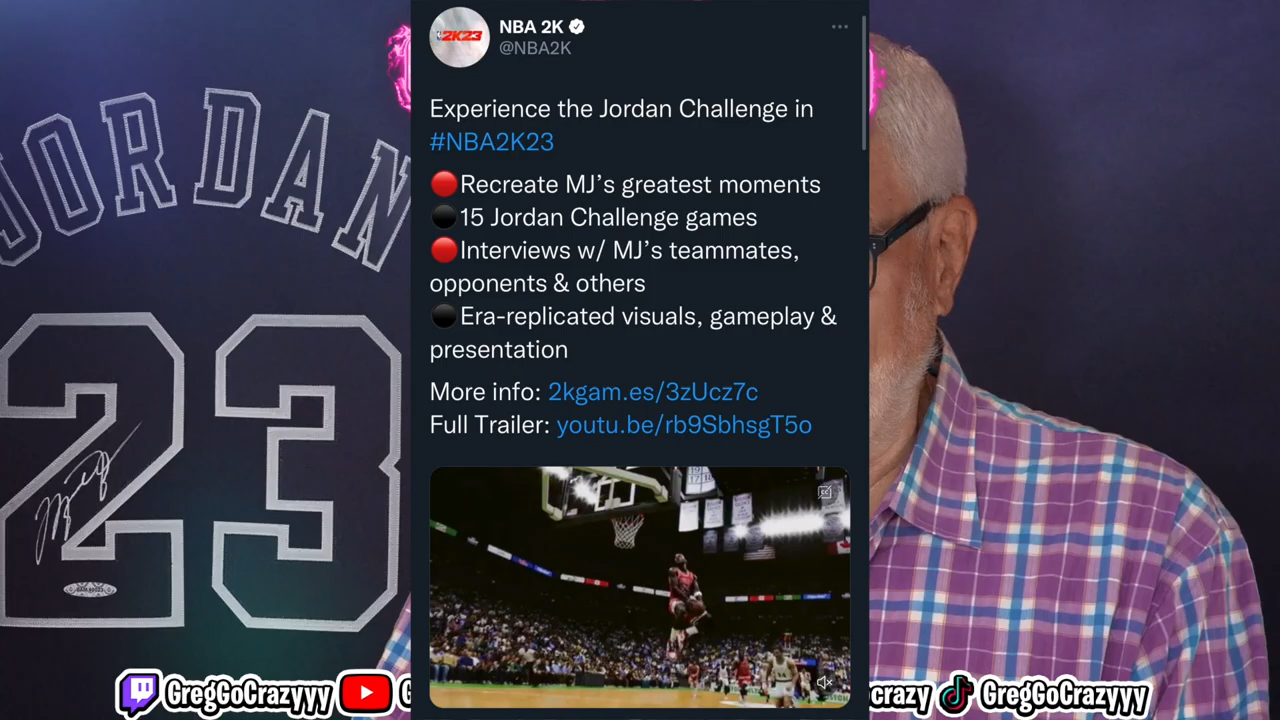 JORDAN
23
2K23
NBA 2K
@NBA2K
Experience the Jordan Challenge in
#NBA2K23
Recreate MJ's greatest moments
15 Jordan Challenge games
Interviews w/ MJ's teammates,
opponents & others
Era-replicated visuals, gameplay &
presentation
More info: 2kgam.es/3zUcz7c
Full Trailer: youtu.be/rb9SbhsgT5o
GregGoCrazyyy
G
crazy
GregGoCrazyyy